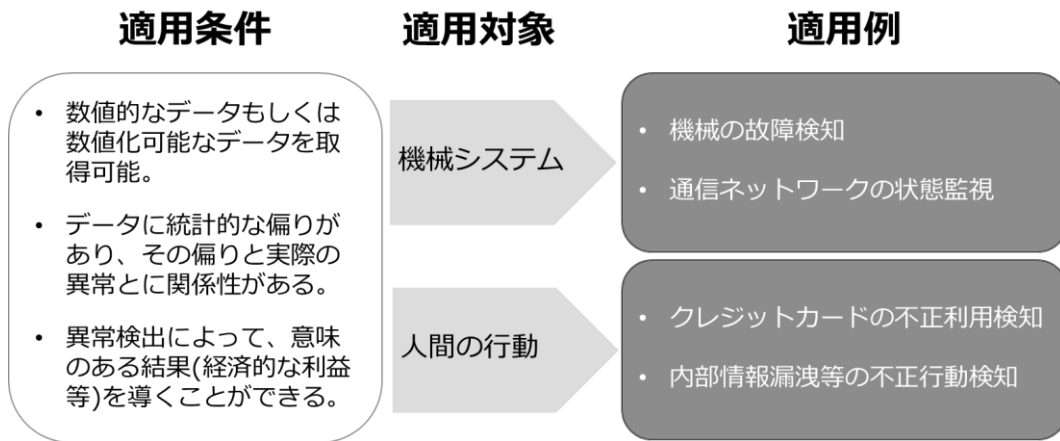 適用条件
適用対象
適用例
• 数値的なデータもしくは
数値化可能なデータを取
得可能。
• データに統計的な偏りが
あり、その偏りと実際の
異常とに関係性がある。
• 異常検出によって、意味
のある結果(経済的な利益
等)を導くことができる。
機械システム
• 機械の故障検知
• 通信ネットワークの状態監視
人間の行動
• クレジットカードの不正利用検知
• 内部情報漏洩等の不正行動検知